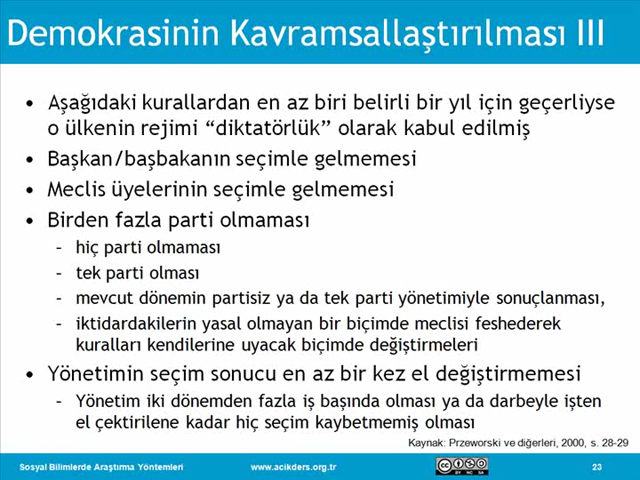 Demokrasinin Kavramsallaştırılması III
• Aşağıdaki kurallardan en az biri belirli bir yıl için geçerliyse
o ülkenin rejimi “diktatörlük” olarak kabul edilmiş
• Başkan/başbakanın seçimle gelmemesi
• Meclis üyelerinin seçimle gelmemesi
• Birden fazla parti olmaması
– hiç parti olmaması
– tek parti olması
– mevcut dönemin partisiz ya da tek parti yönetimiyle sonuçlanması,
– iktidardakilerin yasal olmayan bir biçimde meclisi feshederek
kuralları kendilerine uyacak biçimde değiştirmeleri
• Yönetimin seçim sonucu en az bir kez el değiştirmemesi
– Yönetim iki dönemden fazla iş başında olması ya da darbeyle işten
el çektirilene kadar hiç seçim kaybetmemiş olması
Kaynak: Przeworski ve diğerleri, 2000, s. 28-29
Sosyal Bilimlerde Araştırma Yöntemleri www.acikders.org.tr cc BY NC SA 23